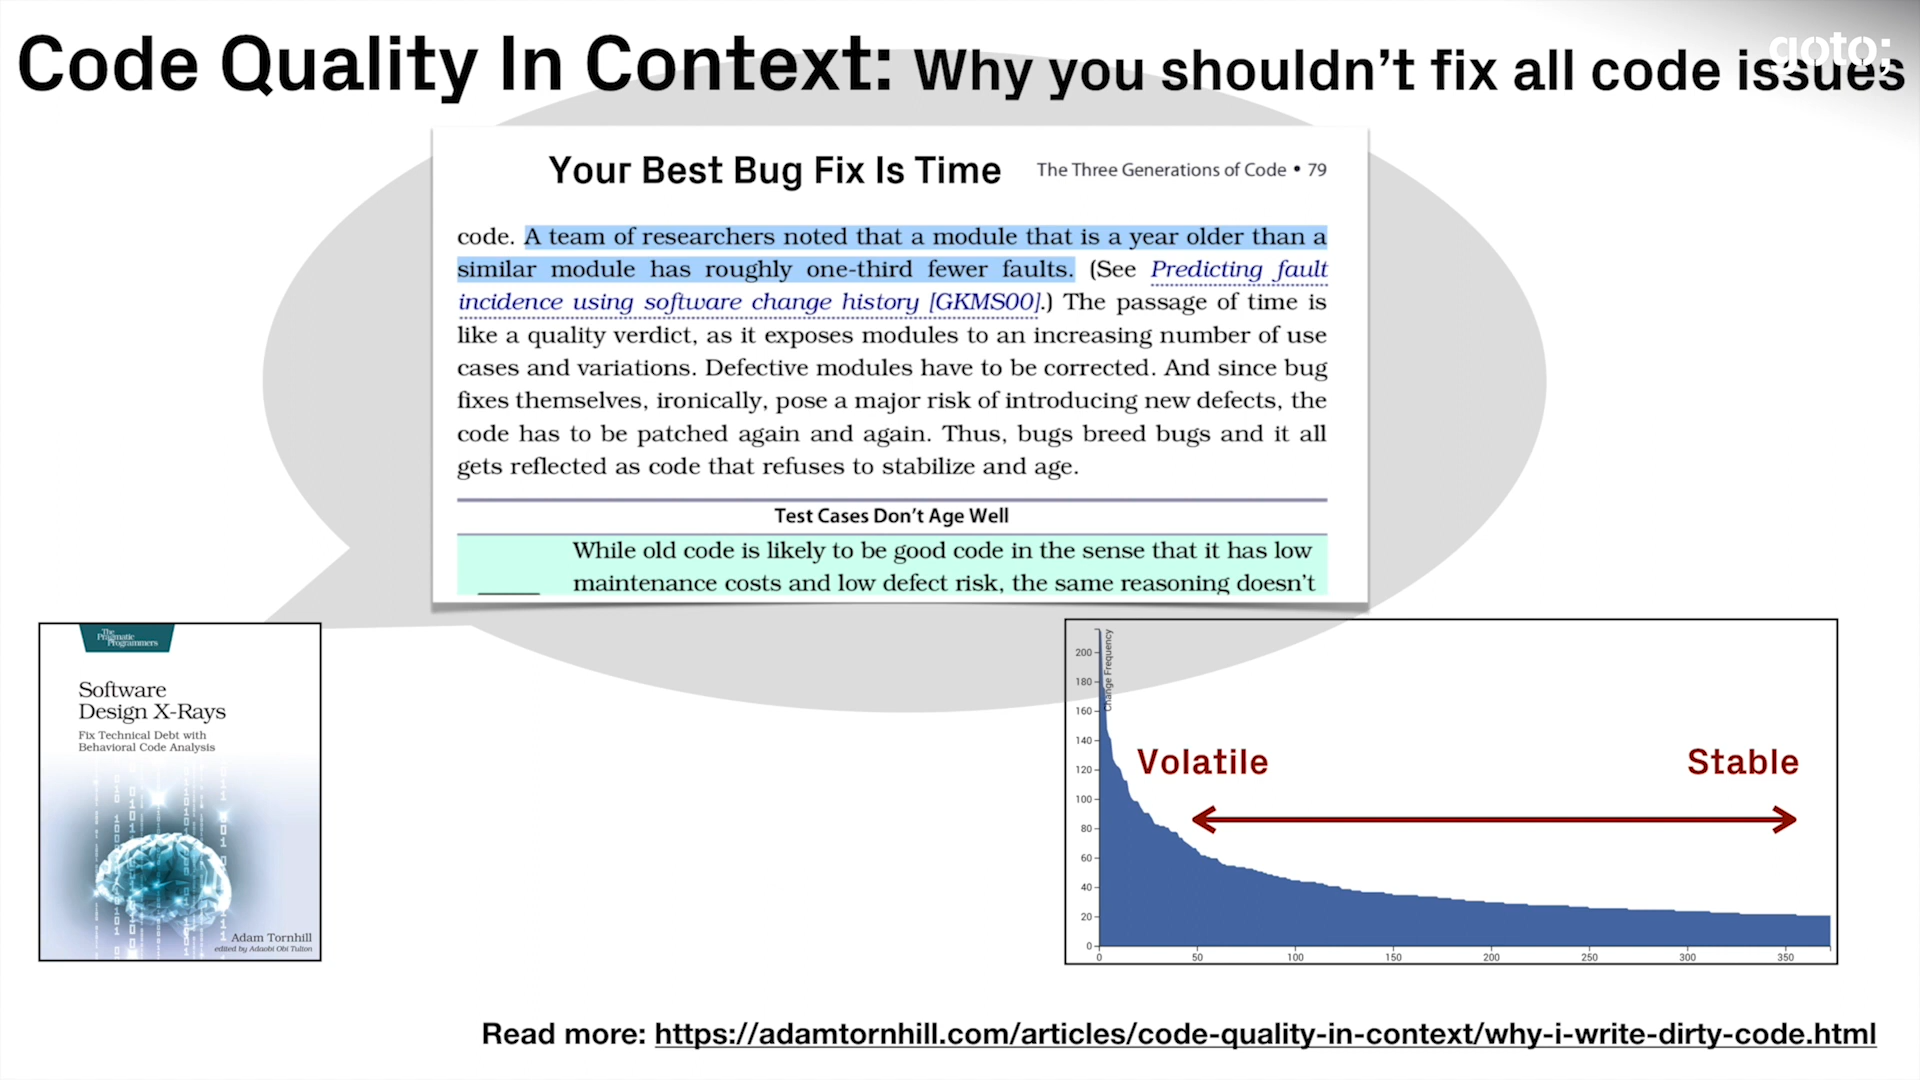 Code Quality In Context: Why you shouldn't fix all code issues
goto;
Your Best Bug Fix Is Time
The Three Generations of Code • 79
code. A team of researchers noted that a module that is a year older than a
similar module has roughly one-third fewer faults. (See Predicting fault
incidence using software change history [GKMS00].) The passage of time is
like a quality verdict, as it exposes modules to an increasing number of use
cases and variations. Defective modules have to be corrected. And since bug
fixes themselves, ironically, pose a major risk of introducing new defects, the
code has to be patched again and again. Thus, bugs breed bugs and it all
gets reflected as code that refuses to stabilize and age.
Test Cases Don't Age Well
While old code is likely to be good code in the sense that it has low
maintenance costs and low defect risk, the same reasoning doesn't
The
Pragmatic
Programmers
Software
Design X-Rays
Fix Technical Debt with
Behavioral Code Analysis
Adam Tornhill
edited by Adaobi Obi Tulton
Change Frequency
200
180
160
140
120
100
80
60
40
20
0
Volatile
Stable
0 50 100 150 200 250 300 350
Read more: https://adamtornhill.com/articles/code-quality-in-context/why-i-write-dirty-code.html